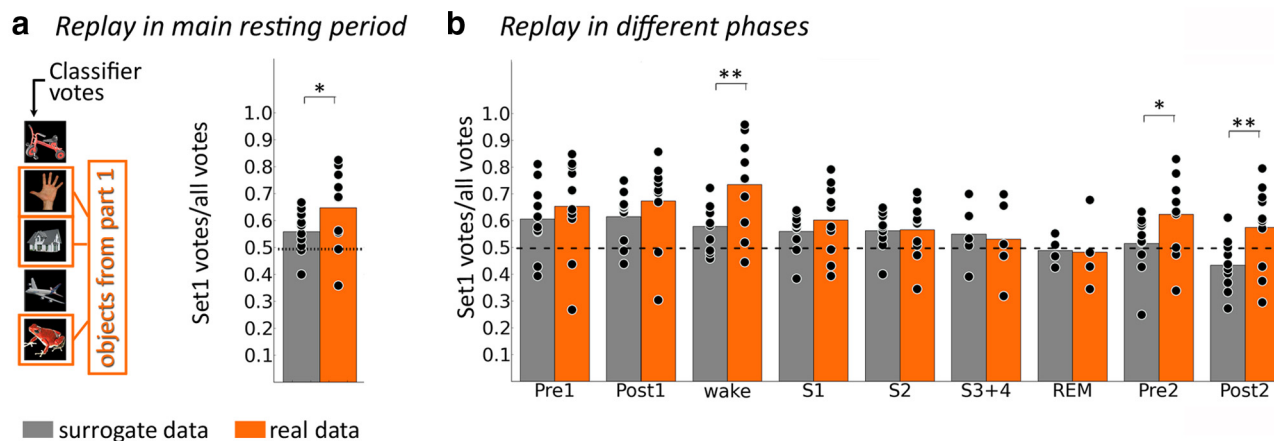 a Replay in main resting period
Classifier
votes
objects from part 1
Set1 votes/all votes
1.0
0.9
0.8
0.7
0.6
0.5
0.4
0.3
0.2
0.1
*
b Replay in different phases
Set1 votes/all votes
1.0
0.9
0.8
0.7
0.6
0.5
0.4
0.3
0.2
0.1
**
*
**
Pre1 Post1 wake S1 S2 S3+4 REM Pre2 Post2
surrogate data real data